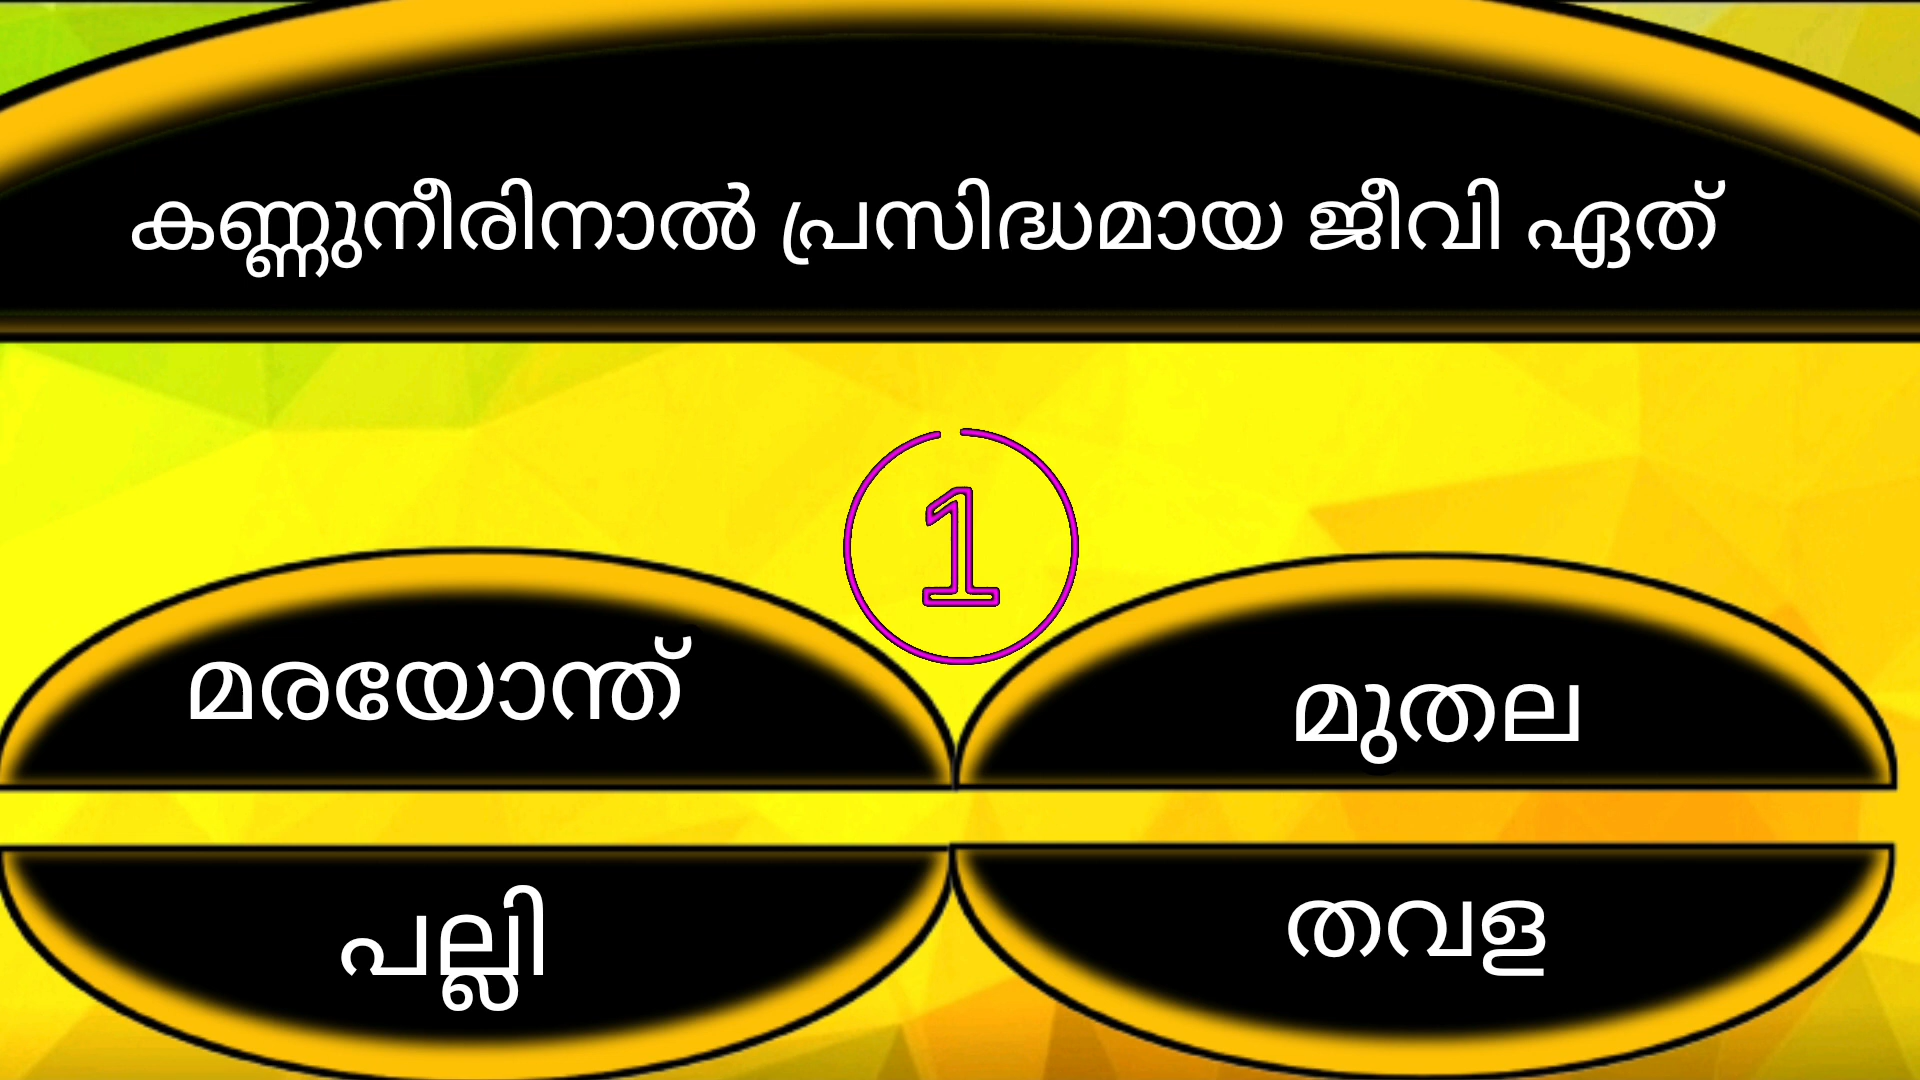 കണ്ണുനീരിനാൽ പ്രസിദ്ധമായ ജീവി ഏത്
1
മരയോന്ത്
മുതല
പല്ലി
തവള